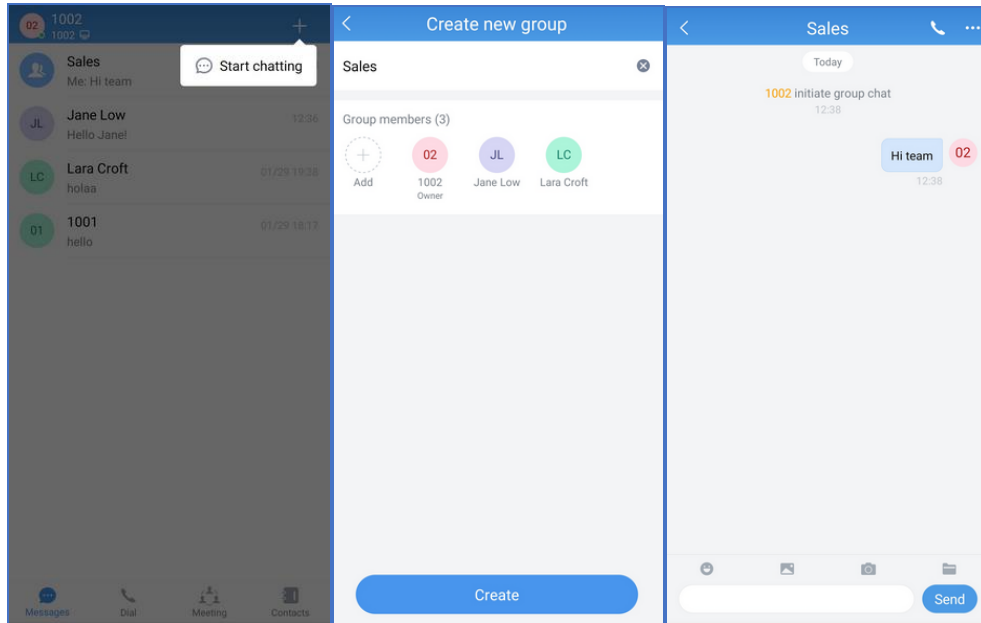 02
1002
1002
Start chatting
Sales
Me: Hi team
JL
Jane Low
12:36
Hello Jane!
LC
Lara Croft
01/29 19:38
holaa
01
1001
01/29 18:17
hello
Messages
Dial
Meeting
Contacts
Create new group
Sales
Group members (3)
02
JL
LC
Add
1002
Jane Low
Lara Croft
Owner
Create
Sales
Today
1002 initiate group chat
12:38
Hi team
02
12:38
Send